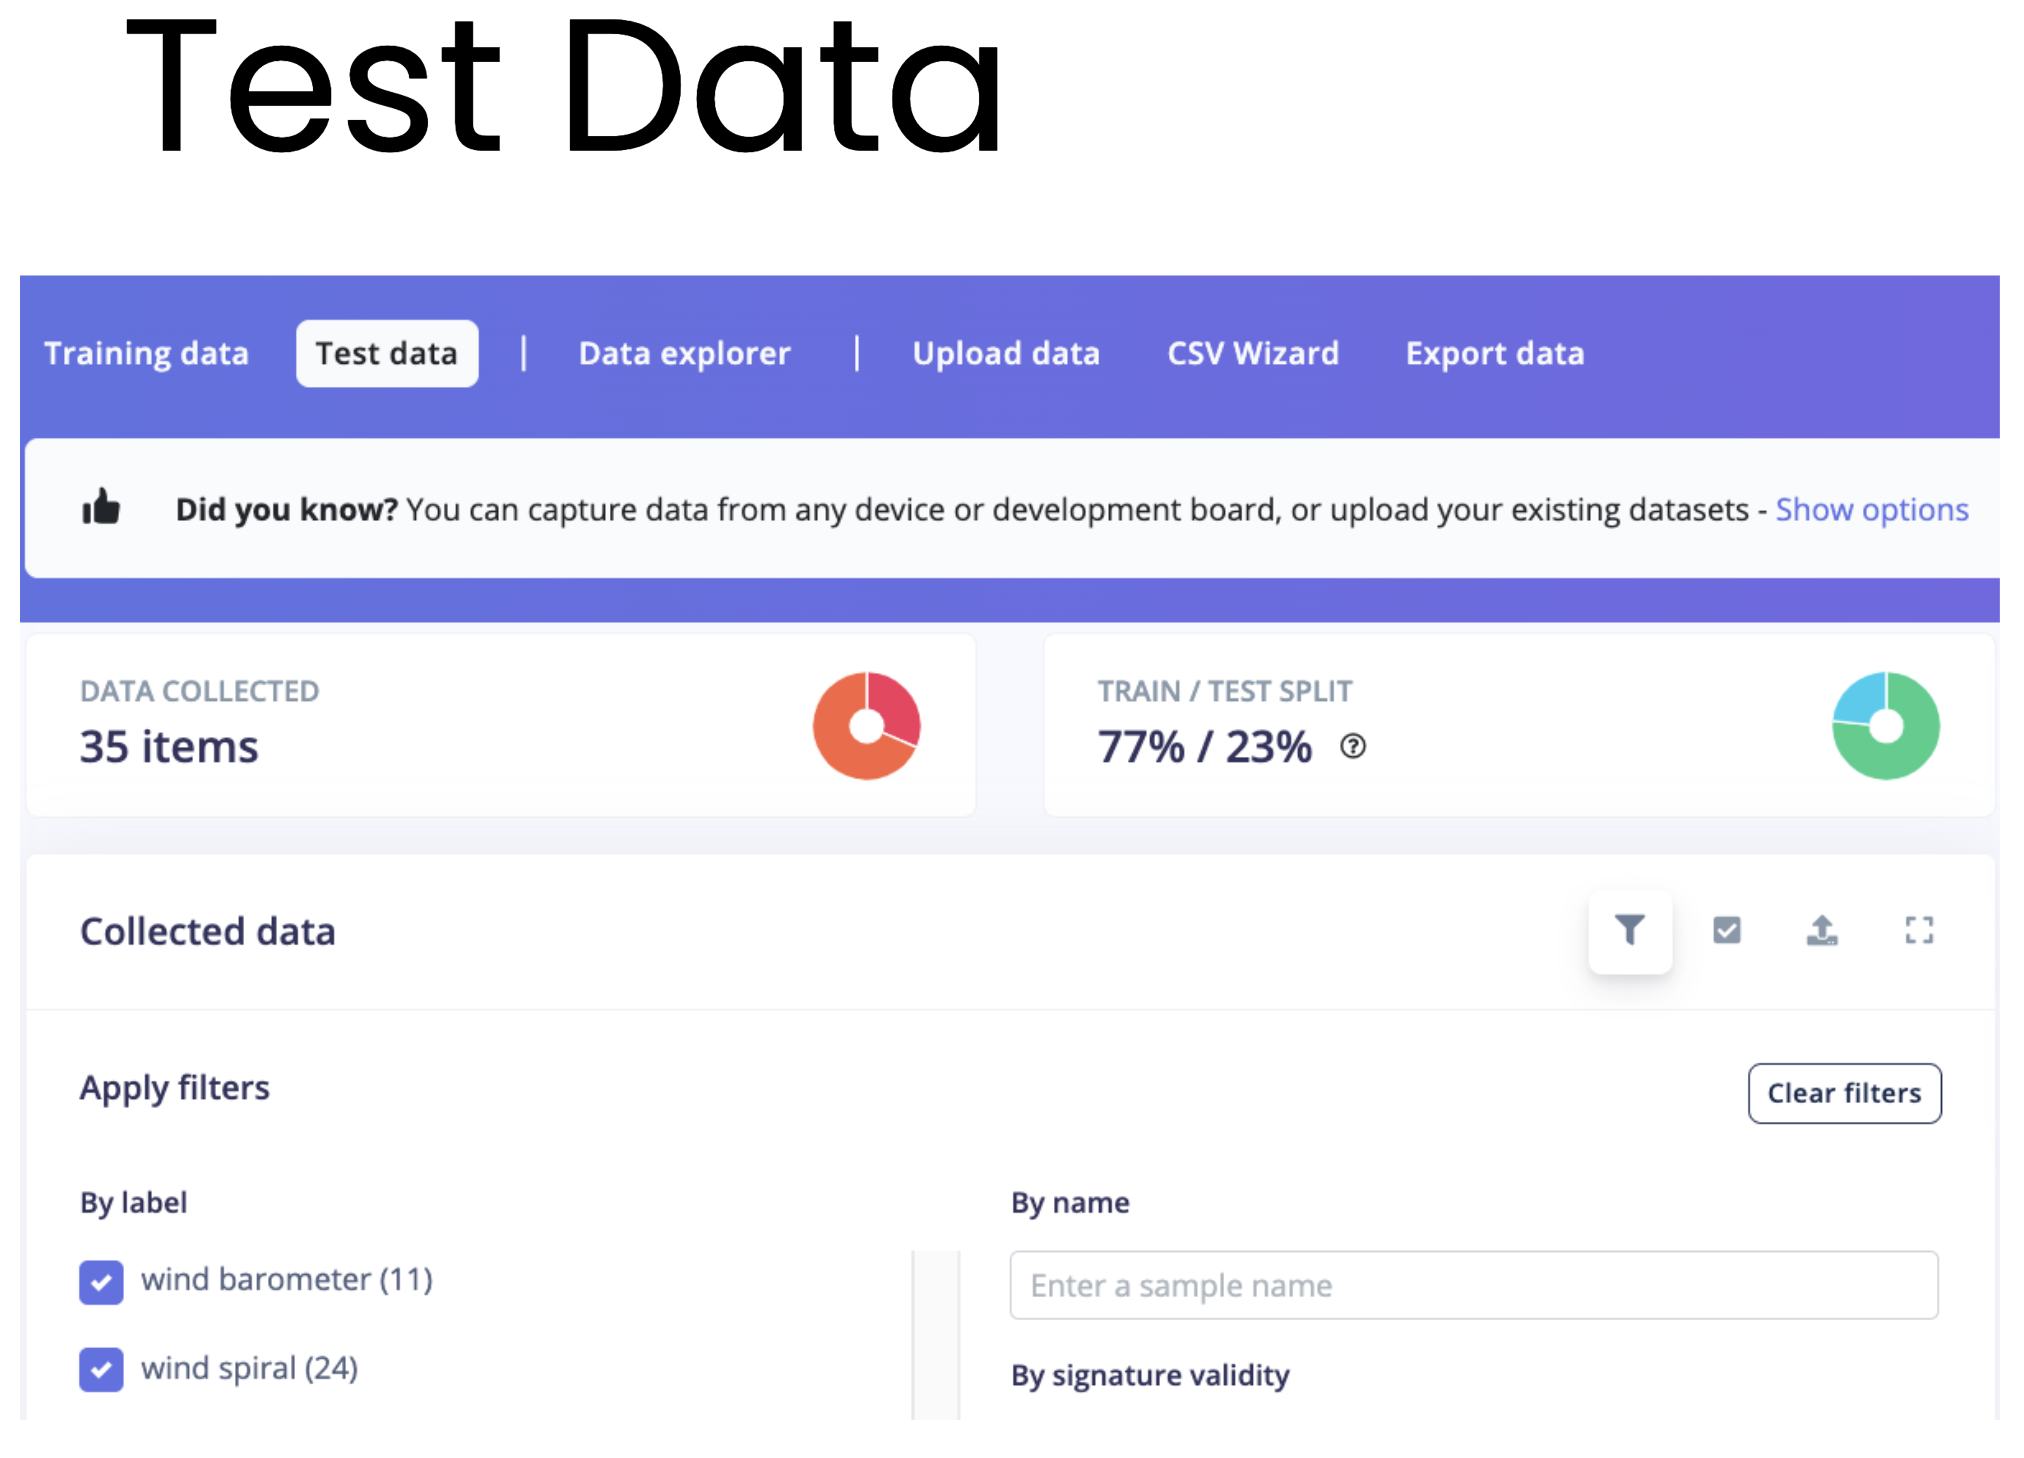 Test Data
Training data Test data | Data explorer | Upload data CSV Wizard Export data
Did you know? You can capture data from any device or development board, or upload your existing datasets - Show options
DATA COLLECTED
35 items
TRAIN / TEST SPLIT
77% / 23%
Collected data
Apply filters
Clear filters
By label
wind barometer (11)
wind spiral (24)
By name
Enter a sample name
By signature validity